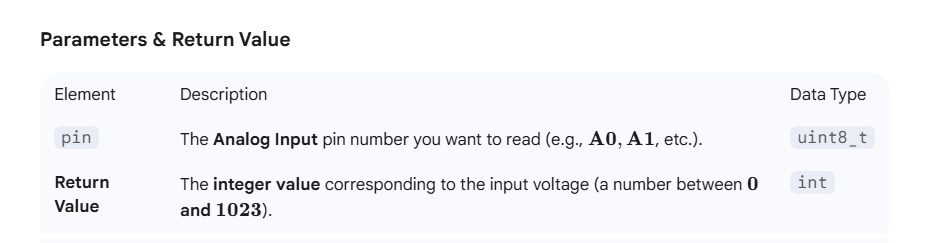 Parameters & Return Value
Element Description Data Type
pin The Analog Input pin number you want to read (e.g., A0, A1, etc.). uint8_t
Return Value The integer value corresponding to the input voltage (a number between 0 and 1023). int